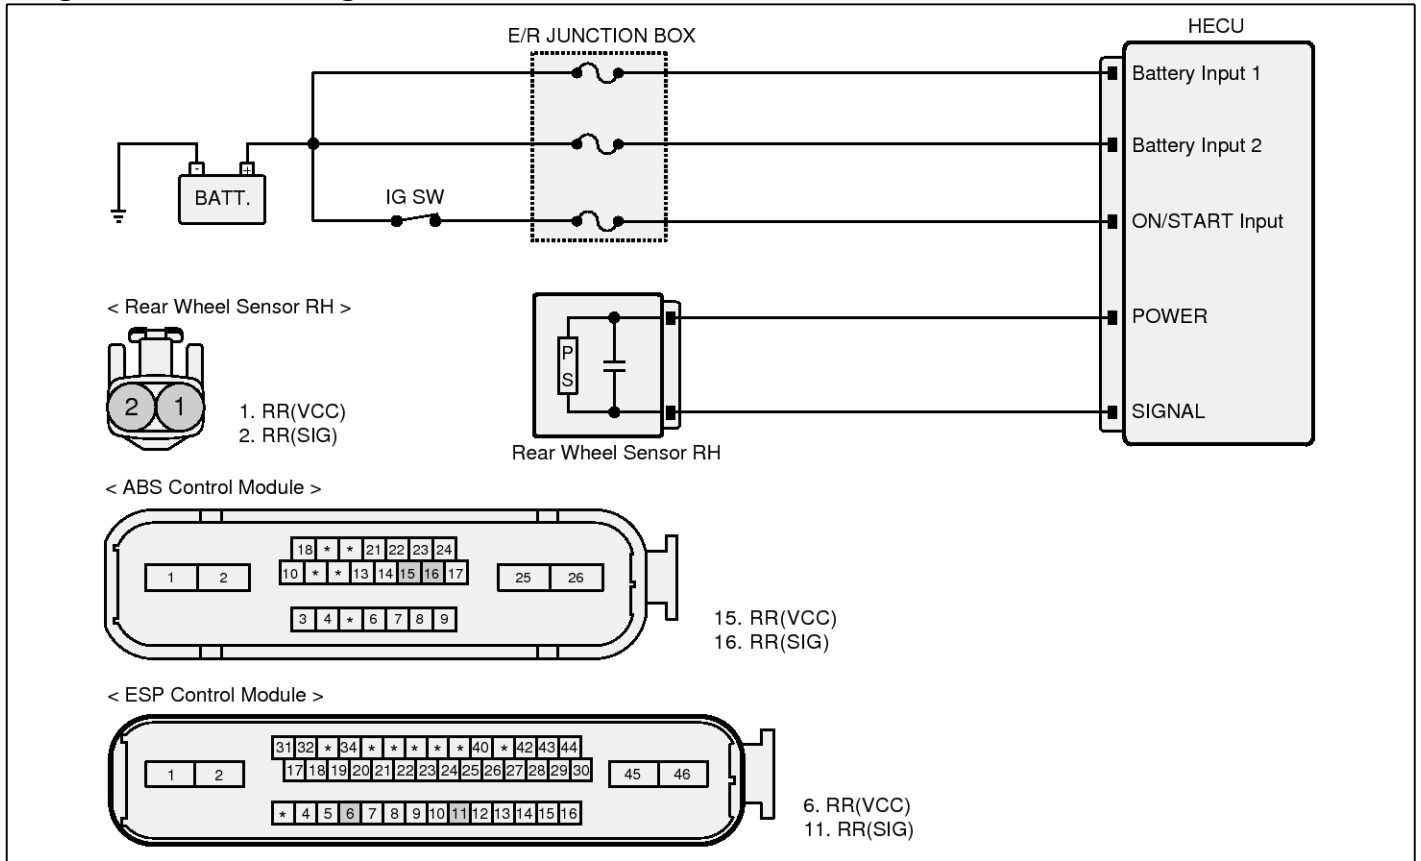 E/R JUNCTION BOX
HECU
Battery Input 1
Battery Input 2
- +
BATT.
IG SW
ON/START Input
< Rear Wheel Sensor RH >
POWER
P
S
2 1
1. RR(VCC)
2. RR(SIG)
SIGNAL
Rear Wheel Sensor RH
< ABS Control Module >
18 * * 21 22 23 24
10 * * 13 14 15 16 17
1 2
25 26
3 4 * 6 7 8 9
15. RR(VCC)
16. RR(SIG)
< ESP Control Module >
31 32 * 34 * * * * * 40 * 42 43 44
17 18 19 20 21 22 23 24 25 26 27 28 29 30
1 2
45 46
* 4 5 6 7 8 9 10 11 12 13 14 15 16
6. RR(VCC)
11. RR(SIG)